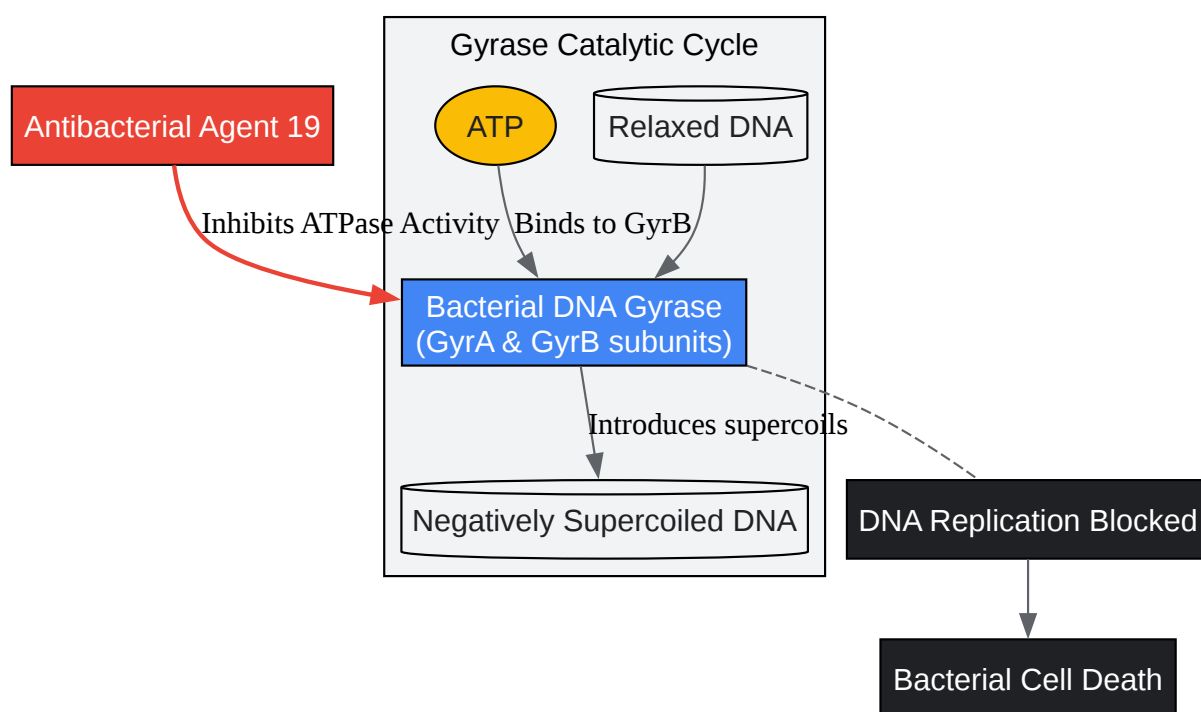 Gyrase Catalytic Cycle
Antibacterial Agent 19
ATP
Relaxed DNA
Inhibits ATPase Activity
Binds to GyrB
Bacterial DNA Gyrase
(GyrA & GyrB subunits)
Introduces supercoils
Negatively Supercoiled DNA
DNA Replication Blocked
Bacterial Cell Death